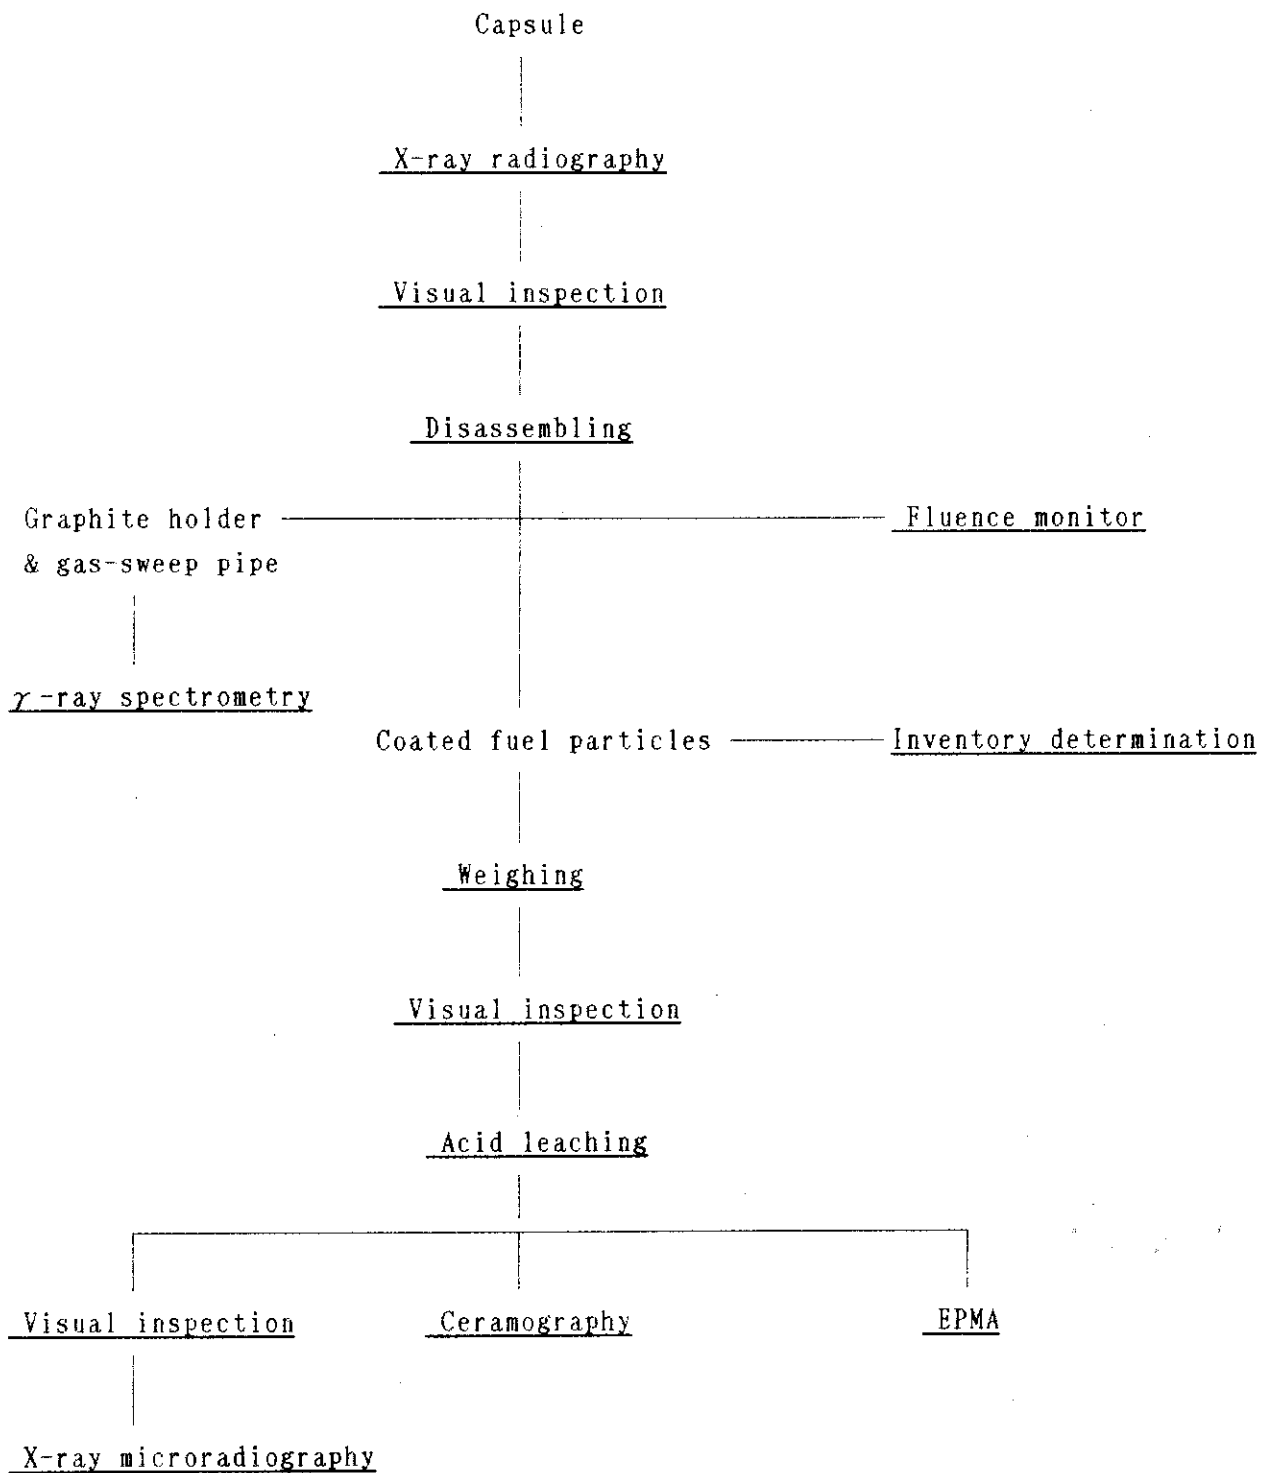 Capsule
X-ray radiography
Visual inspection
Disassembling
Graphite holder
& gas-sweep pipe
Fluence monitor
γ-ray spectrometry
Coated fuel particles
Inventory determination
Weighing
Visual inspection
Acid leaching
Visual inspection
Ceramography
EPMA
X-ray microradiography